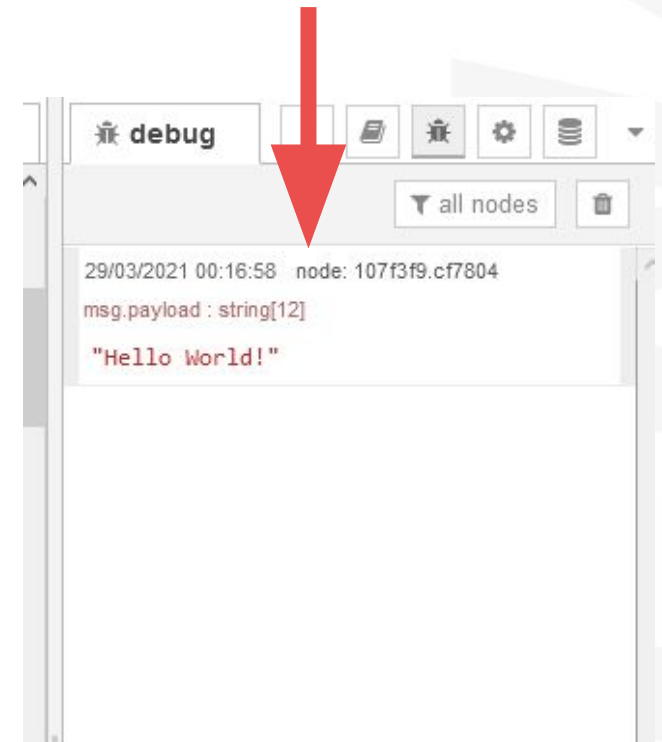 debug
all nodes
29/03/2021 00:16:58 node: 107f3f9.cf7804
msg.payload : string[12]
"Hello World!"